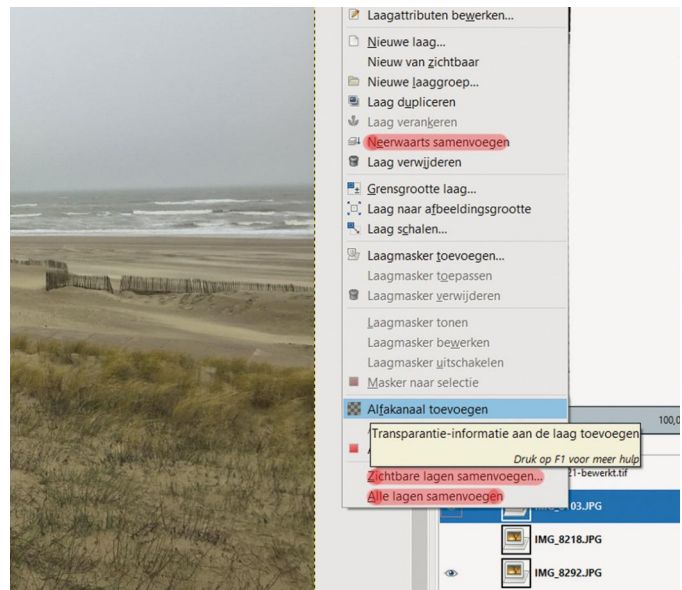 Laagattributen bewerken...
Nieuwe laag...
Nieuw van zichtbaar
Nieuwe laaggroep...
Laag dupliceren
Laag verankeren
Neerwaarts samenvoegen
Laag verwijderen
Grensgrootte laag...
Laag naar afbeeldingsgrootte
Laag schalen...
Laagmasker toevoegen...
Laagmasker toepassen
Laagmasker verwijderen
Laagmasker tonen
Laagmasker bewerken
Laagmasker uitschakelen
Masker naar selectie
Alfakanaal toevoegen
100,0
Transparantie-informatie aan de laag toevoegen
Druk op F1 voor meer hulp
Zichtbare lagen samenvoegen...
21-bewerkt.tif
Alle lagen samenvoegen
03.JPG
IMG_8218.JPG
IMG_8292.JPG